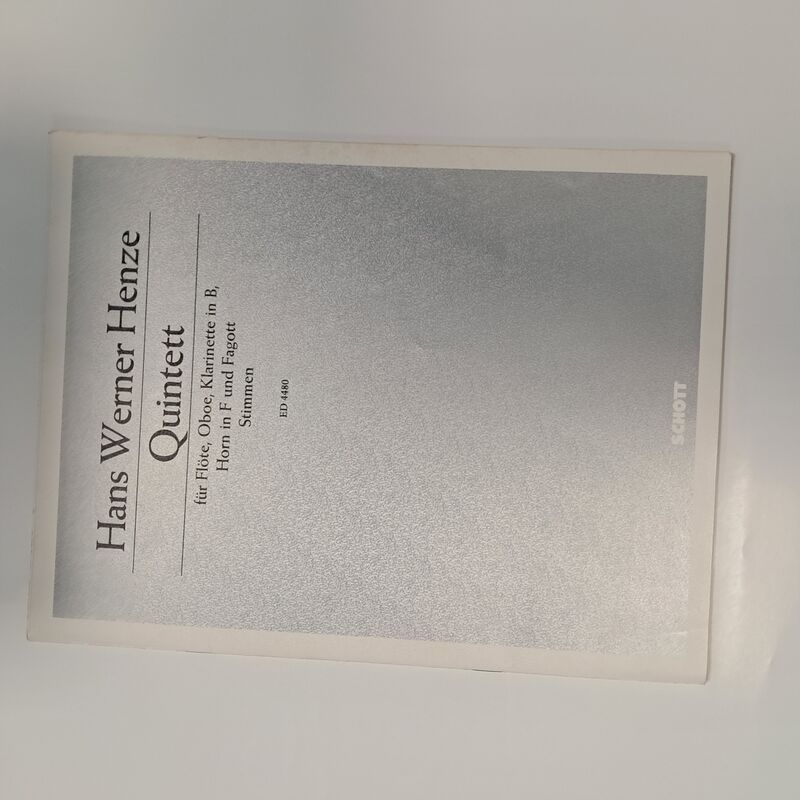 Hans Werner Henze
Quintett
für Flöte, Oboe, Klarinette in B,
Horn in F und Fagott
Stimmen
ED 4480
SCHOTT